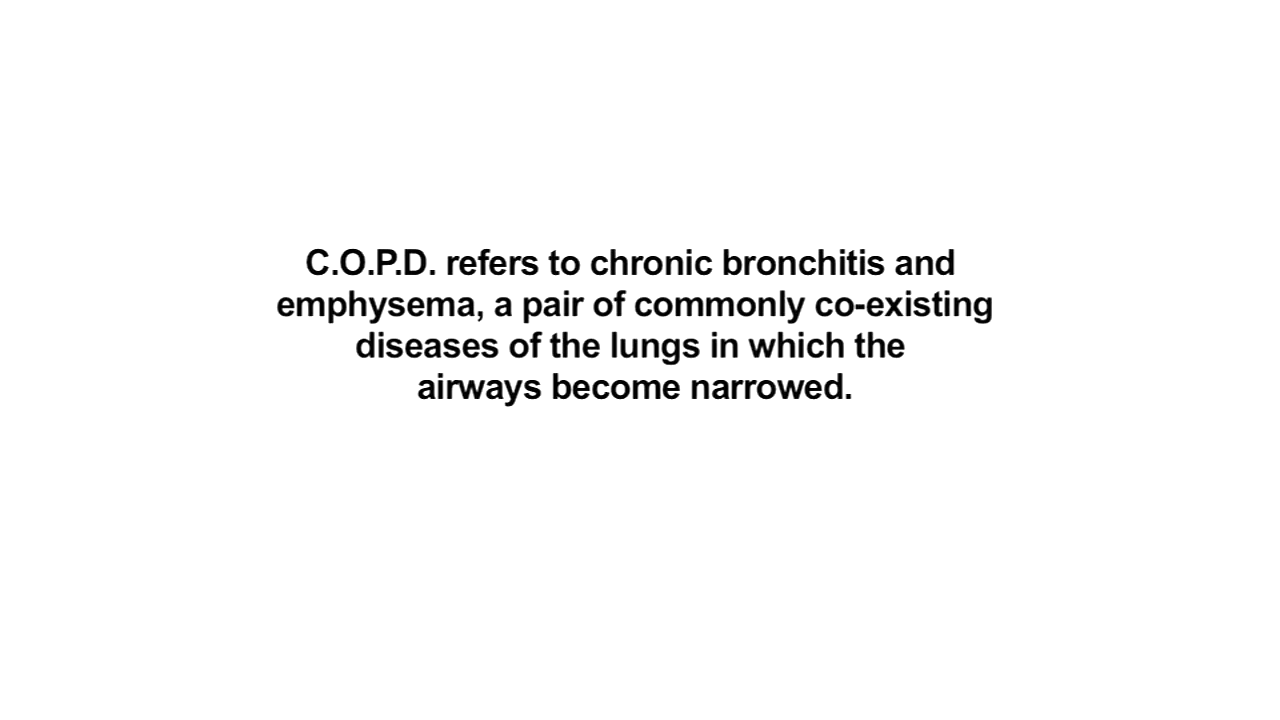 C.O.P.D. refers to chronic bronchitis and
emphysema, a pair of commonly co-existing
diseases of the lungs in which the
airways become narrowed.